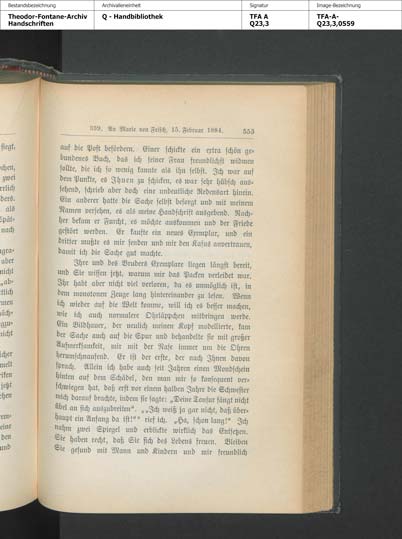 Bestandsbezeichnung
Theodor-Fontane-Archiv
Handschriften
Archivalieneinheit
Q - Handbibliothek
Signatur
TFA A
Q23,3
Image-Bezeichnung
TFA-A-
Q23,3,0559
559. An Marie von Frisch, 15. Februar 1884. 553
auf die Post befördern. Einer schickte ein extra schön ge-
bundenes Buch, das ich seiner Frau freundlichst widmen
sollte, die ich so wenig kannte als ihn selbst. Ich war auf
dem Punkte, es Ihnen zu schicken, es war sehr hübsch aus-
sehend, schrieb aber doch eine undeutliche Redensart hinein.
Ein anderer hatte die Sache selbst besorgt und mit meinem
Namen versehen, es als meine Handschrift ausgebend. Nach-
her bekam er Furcht, es möchte auskommen und der Friede
gestört werden. Er kaufte ein neues Exemplar, und ein
dritter mußte es mir senden und mir den Kasus anvertrauen,
damit ich die Sache gut machte.
Ihre und des Bruders Exemplare liegen längst bereit,
und Sie wissen jetzt, warum mir das Packen verleidet war.
Ihr habt aber nicht viel verloren, da es unmöglich ist, in
dem monotonen Zeuge lang hintereinander zu lesen. Wenn
ich wieder auf die Welt komme, will ich es besser machen,
wie ich auch normalere Ohrläppchen mitbringen werde.
Ein Bildhauer, der neulich meinen Kopf modellierte, kam
der Sache auch auf die Spur und behandelte sie mit großer
Aufmerksamkeit, mir mit der Nase immer um die Ohren
herumschnaufend. Er ist der erste, der nach Ihnen davon
sprach. Allein ich habe auch seit Jahren einen Mondschein
hinten auf dem Schädel, den man mir so konsequent ver-
schwiegen hat, daß erst vor einem halben Jahre die Schwester
mich darauf brachte, indem sie sagte: „Deine Tonsur fängt nicht
übel an sich auszubreiten“. „„Ich weiß ja gar nicht, daß über-
haupt ein Anfang da ist!““ rief ich. „Ha, schon lang!“ Ich
nahm zwei Spiegel und erblickte wirklich das Entsetzen.
Sie haben recht, daß Sie sich des Lebens freuen. Bleiben
Sie gesund mit Mann und Kindern und mir freundlich